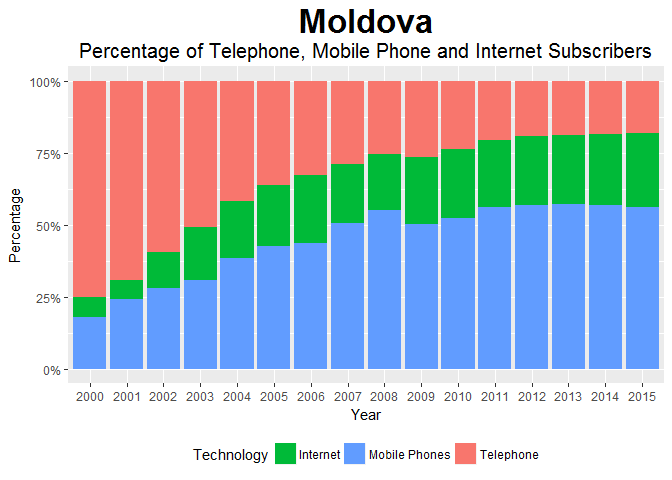 Moldova
Percentage of Telephone, Mobile Phone and Internet Subscribers
100%
75%
50%
25%
0%
Percentage
2000 2001 2002 2003 2004 2005 2006 2007 2008 2009 2010 2011 2012 2013 2014 2015
Year
Technology Internet Mobile Phones Telephone